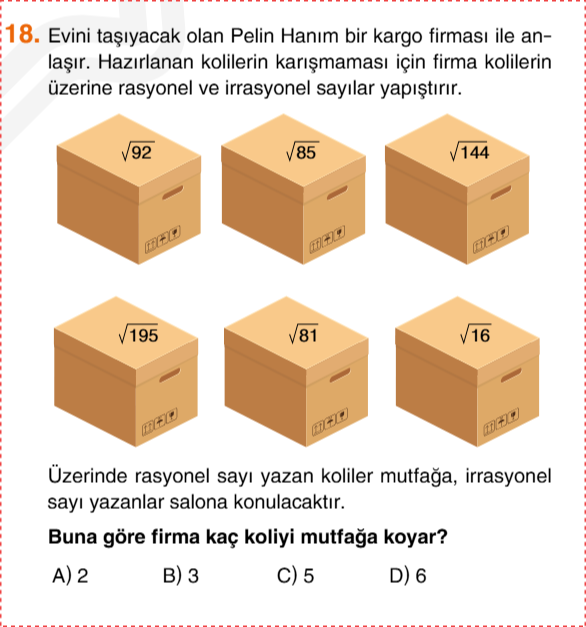 18. Evini taşıyacak olan Pelin Hanım bir kargo firması ile an-
laşır. Hazırlanan kolilerin karışmaması için firma kolilerin
üzerine rasyonel ve irrasyonel sayılar yapıştırır.
√92 √85 √144
√195 √81 √16
Üzerinde rasyonel sayı yazan koliler mutfağa, irrasyonel
sayı yazanlar salona konulacaktır.
Buna göre firma kaç koliyi mutfağa koyar?
A) 2 B) 3 C) 5 D) 6